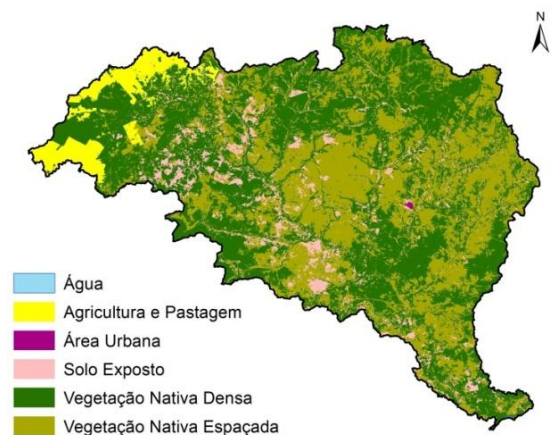 N
Água
Agricultura e Pastagem
Área Urbana
Solo Exposto
Vegetação Nativa Densa
Vegetação Nativa Espaçada